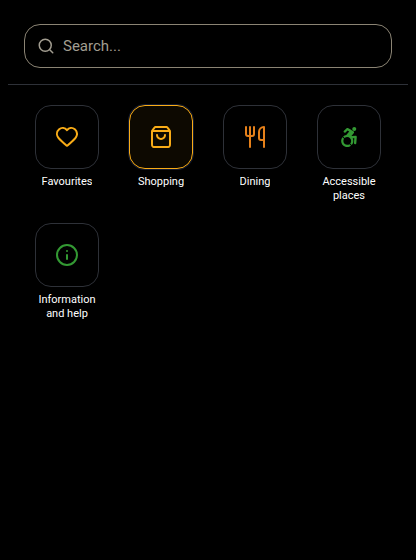 Search...
Favourites
Shopping
Dining
Accessible
places
Information
and help